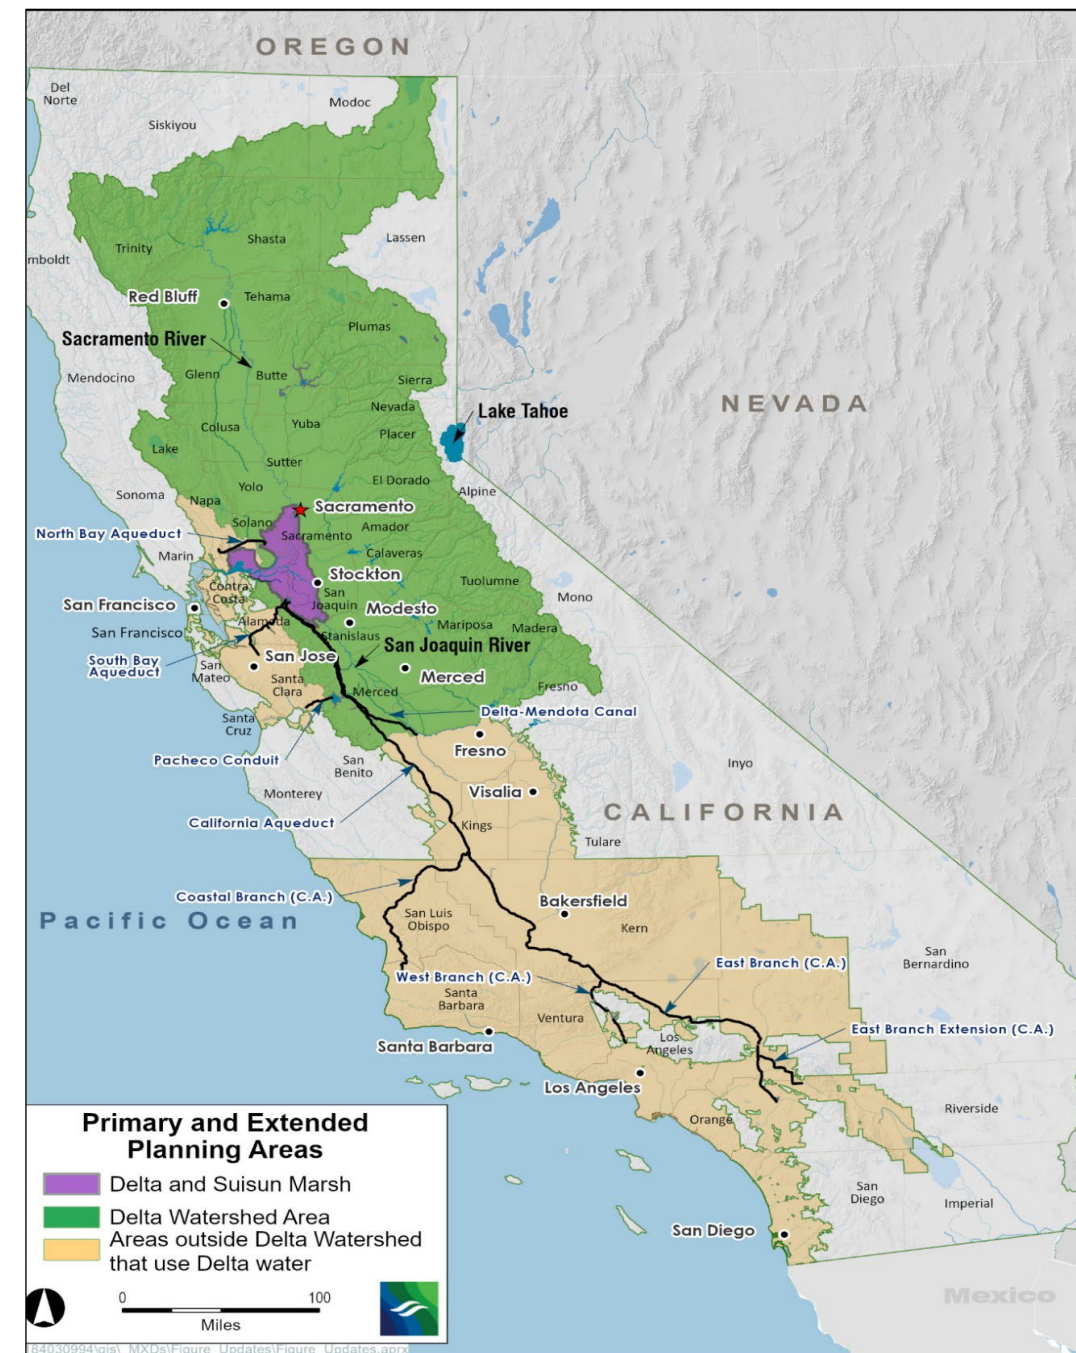 OREGON
Del
Norte
Modoc
Siskiyou
Lassen
Shasta
Trinity
mboldt
Red Bluff
Tehama
Plumas
Sacramento River
Mendocino
Glenn
Butte
Sierra
NEVADA
Nevada
Lake Tahoe
Colusa
Yuba
Placer
Lake
Sutter
El Dorado
Yolo
Sonoma
Napa
Alpine
Sacramento
Solano
North Bay Aqueduct
Sacramento
Amador
Marin
Calaveras
Stockton
Tuolumne
Contra
Costa
San
Joaquin
Mono
San Francisco
Modesto
Alameda
Mariposa
Madera
San Francisco
Stanislaus
San Joaquin River
South Bay
Aqueduct
San Jose
San
Mateo
Merced
Santa
Clara
Merced
Fresno
Santa
Cruz
Delta-Mendota Canal
Fresno
Pacheco Conduit
San
Benito
Inyo
Monterey
Visalia
CALIFORNIA
California Aqueduct
Kings
Tulare
Coastal Branch (C.A.)
Bakersfield
Pacific Ocean
San Luis
Obispo
Kern
San
Bernardino
West Branch (C.A.)
East Branch (C.A.)
Santa
Barbara
Ventura
East Branch Extension (C.A.)
Santa Barbara
Los
Angeles
Los Angeles
Riverside
Orange
San
Diego
Imperial
San Diego
Mexico
Primary and Extended
Planning Areas
Delta and Suisun Marsh
Delta Watershed Area
Areas outside Delta Watershed
that use Delta water
0 100
Miles
184030994\gis\_MXDs\Figure_Updates\Figure_Updates.aprx